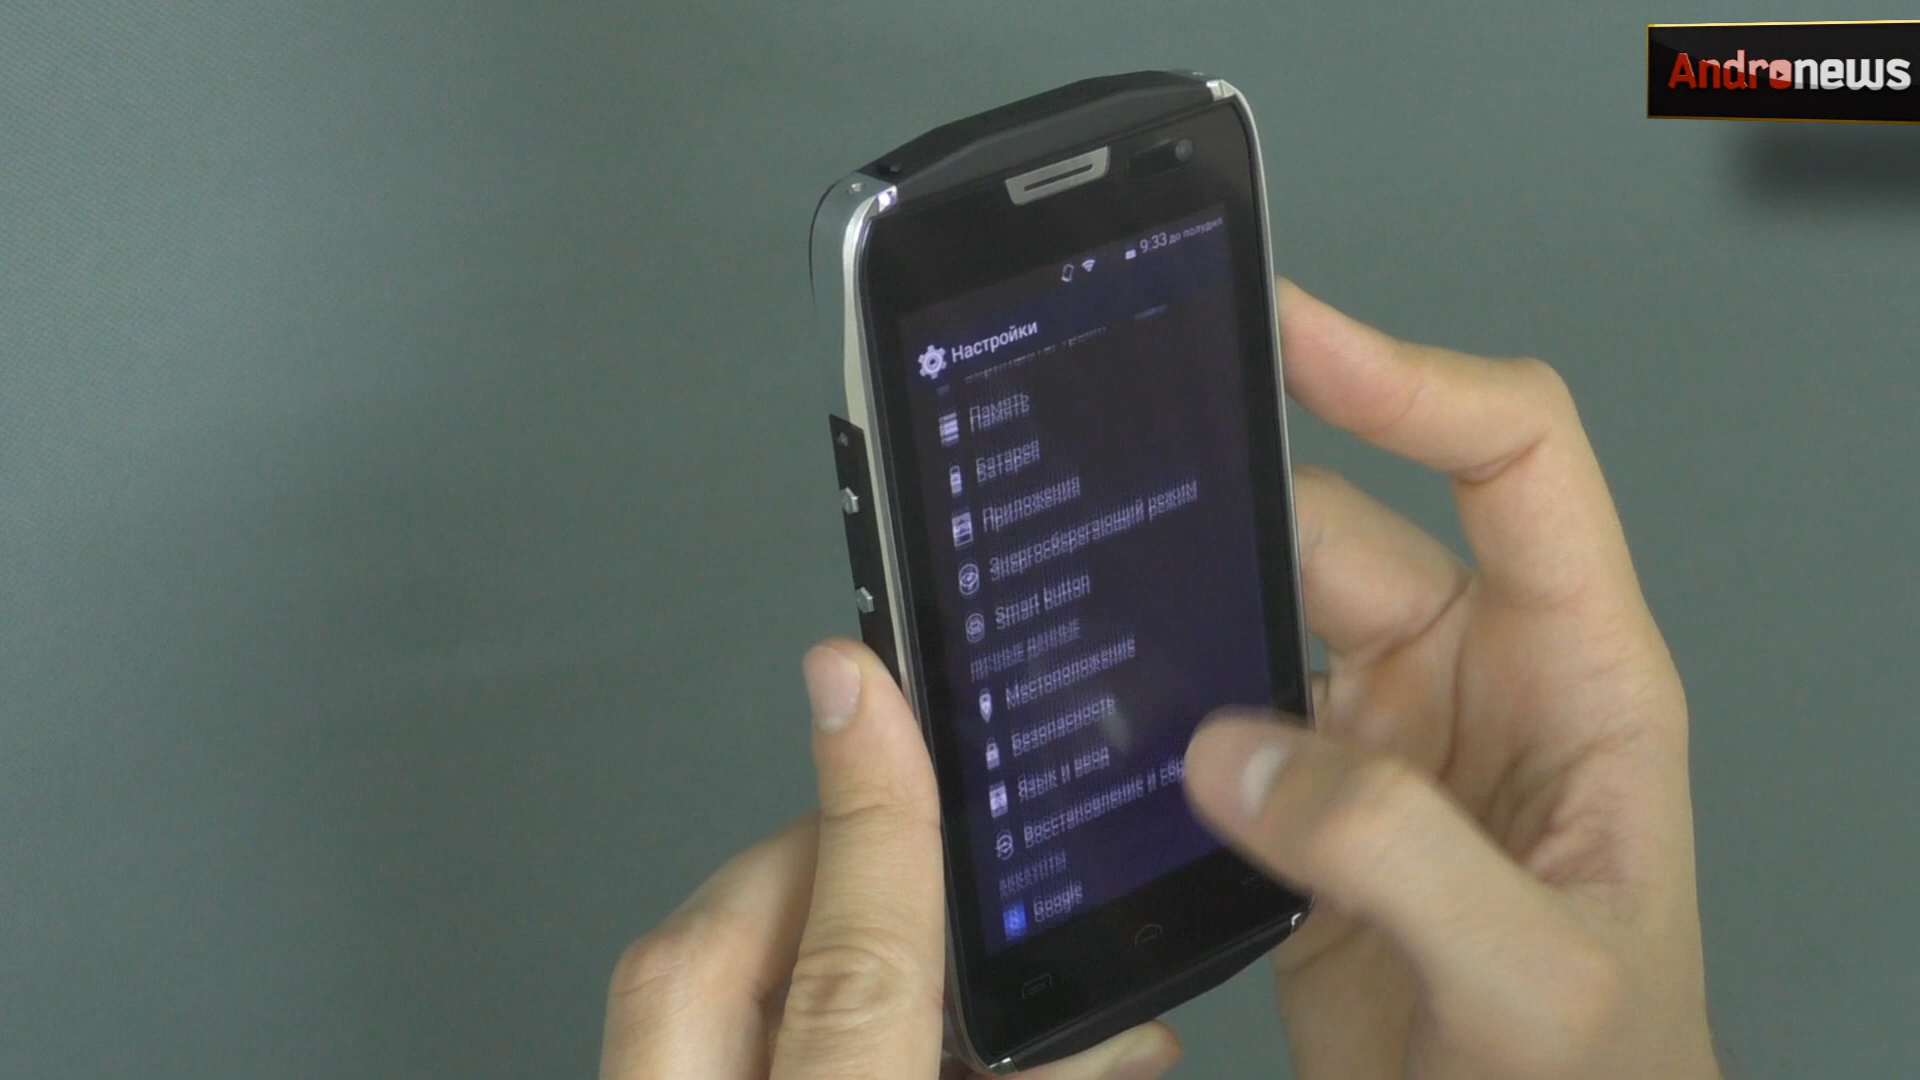 Andronews
9:33 до полудня
Настройки
Память
Батарея
Приложения
Энергосберегающий режим
Smart button
ЛИЧНЫЕ ДАННЫЕ
Местоположение
Безопасность
Язык и ввод
Восстановление и
АККАУНТЫ
Google